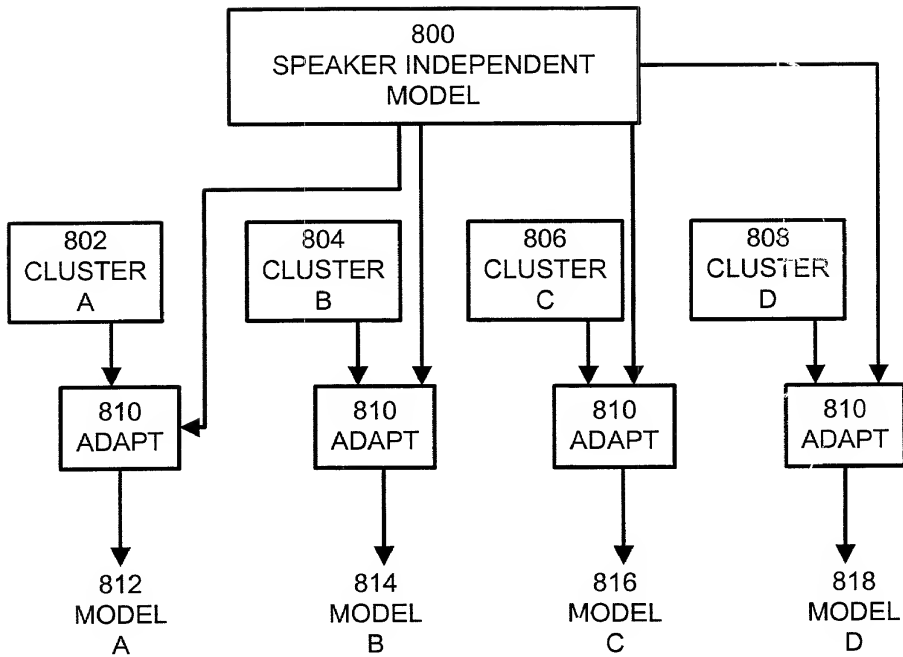 800
SPEAKER INDEPENDENT
MODEL
802
CLUSTER
A
804
CLUSTER
B
806
CLUSTER
C
808
CLUSTER
D
810
ADAPT
810
ADAPT
810
ADAPT
810
ADAPT
812
MODEL
A
814
MODEL
B
816
MODEL
C
818
MODEL
D